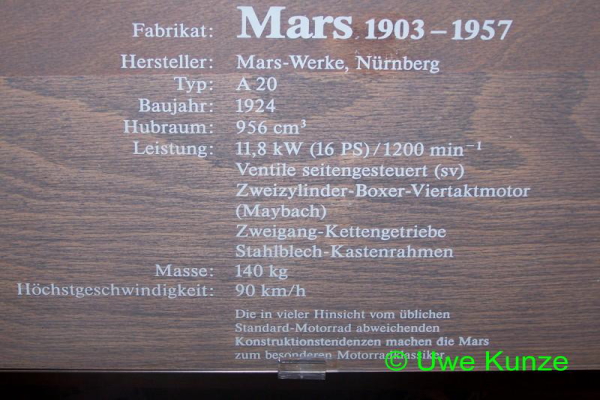 Fabrikat: Mars 1903 – 1957
Hersteller: Mars-Werke, Nürnberg
Typ: A 20
Baujahr: 1924
Hubraum: 956 cm³
Leistung: 11,8 kW (16 PS)/1200 min⁻¹
Ventile seitengesteuert (sv)
Zweizylinder-Boxer-Viertaktmotor
(Maybach)
Zweigang-Kettengetriebe
Stahlblech-Kastenrahmen
Masse: 140 kg
Höchstgeschwindigkeit: 90 km/h
Die in vieler Hinsicht vom üblichen
Standard-Motorrad abweichenden
Konstruktionstendenzen machen die Mars
zum besonderen Motorradklassiker.
© Uwe Kunze